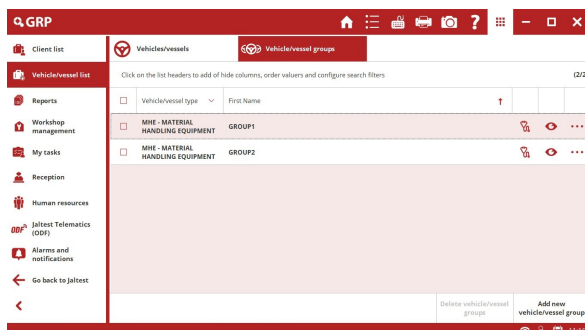 GRP
?
Client list
Vehicles/vessels
Vehicle/vessel groups
Vehicle/vessel list
Click on the list headers to add of hide columns, order valuers and configure search filters
(2/2
Reports
Vehicle/vessel type
First Name
Workshop
management
MHE - MATERIAL
HANDLING EQUIPMENT
GROUP1
My tasks
MHE - MATERIAL
HANDLING EQUIPMENT
GROUP2
Reception
Human resources
ODF
Jaltest Telematics
(ODF)
Alarms and
notifications
Go back to Jaltest
Delete vehicle/vessel
groups
Add new
vehicle/vessel group